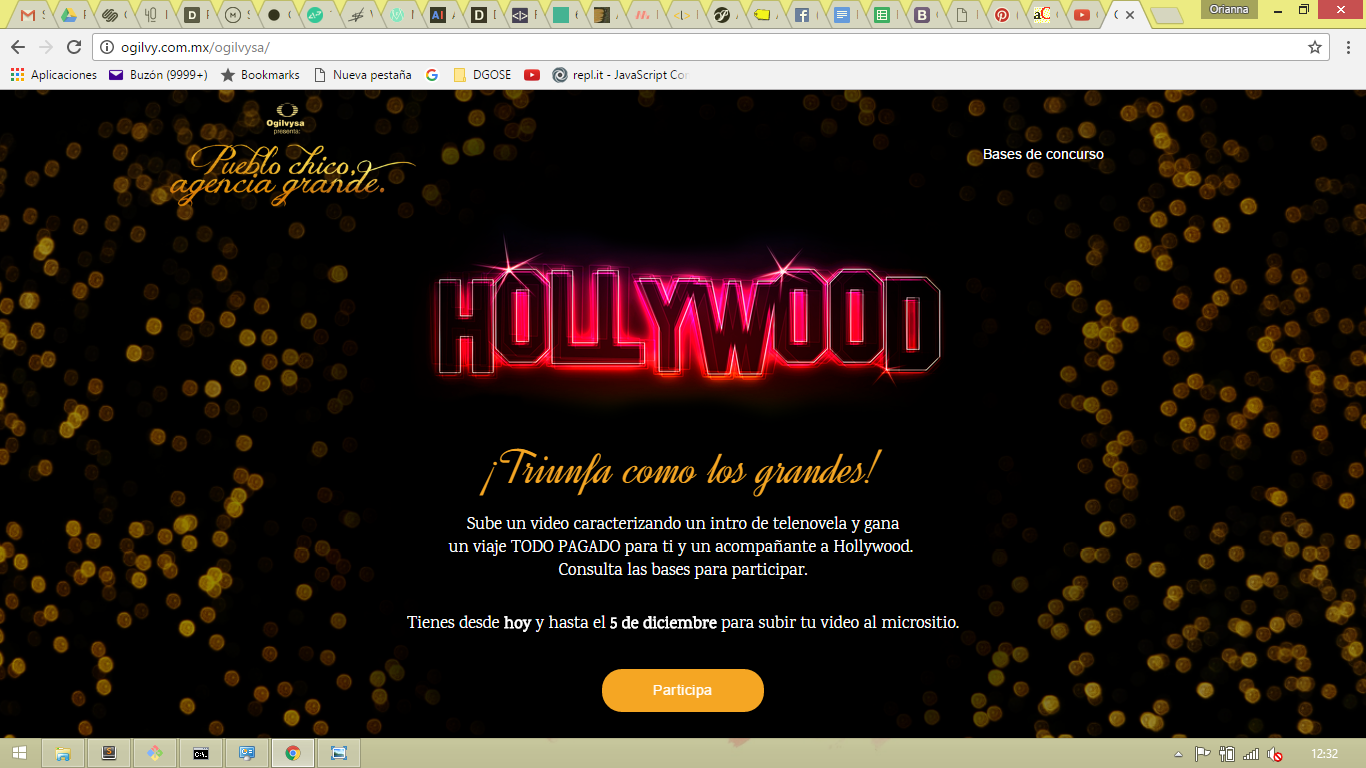 Orianna
ogilvy.com.mx/ogilvysa/
Aplicaciones
Buzón (9999+)
Bookmarks
Nueva pestaña
DGOSE
repl.it - JavaScript
Ogilvysa
presenta:
Pueblo chico,
agencia grande.
Bases de concurso
HOLLYWOOD
¡Triunfa como los grandes!
Sube un video caracterizando un intro de telenovela y gana
un viaje TODO PAGADO para ti y un acompañante a Hollywood.
Consulta las bases para participar.
Tienes desde hoy y hasta el 5 de diciembre para subir tu video al micrositio.
Participa
12:32